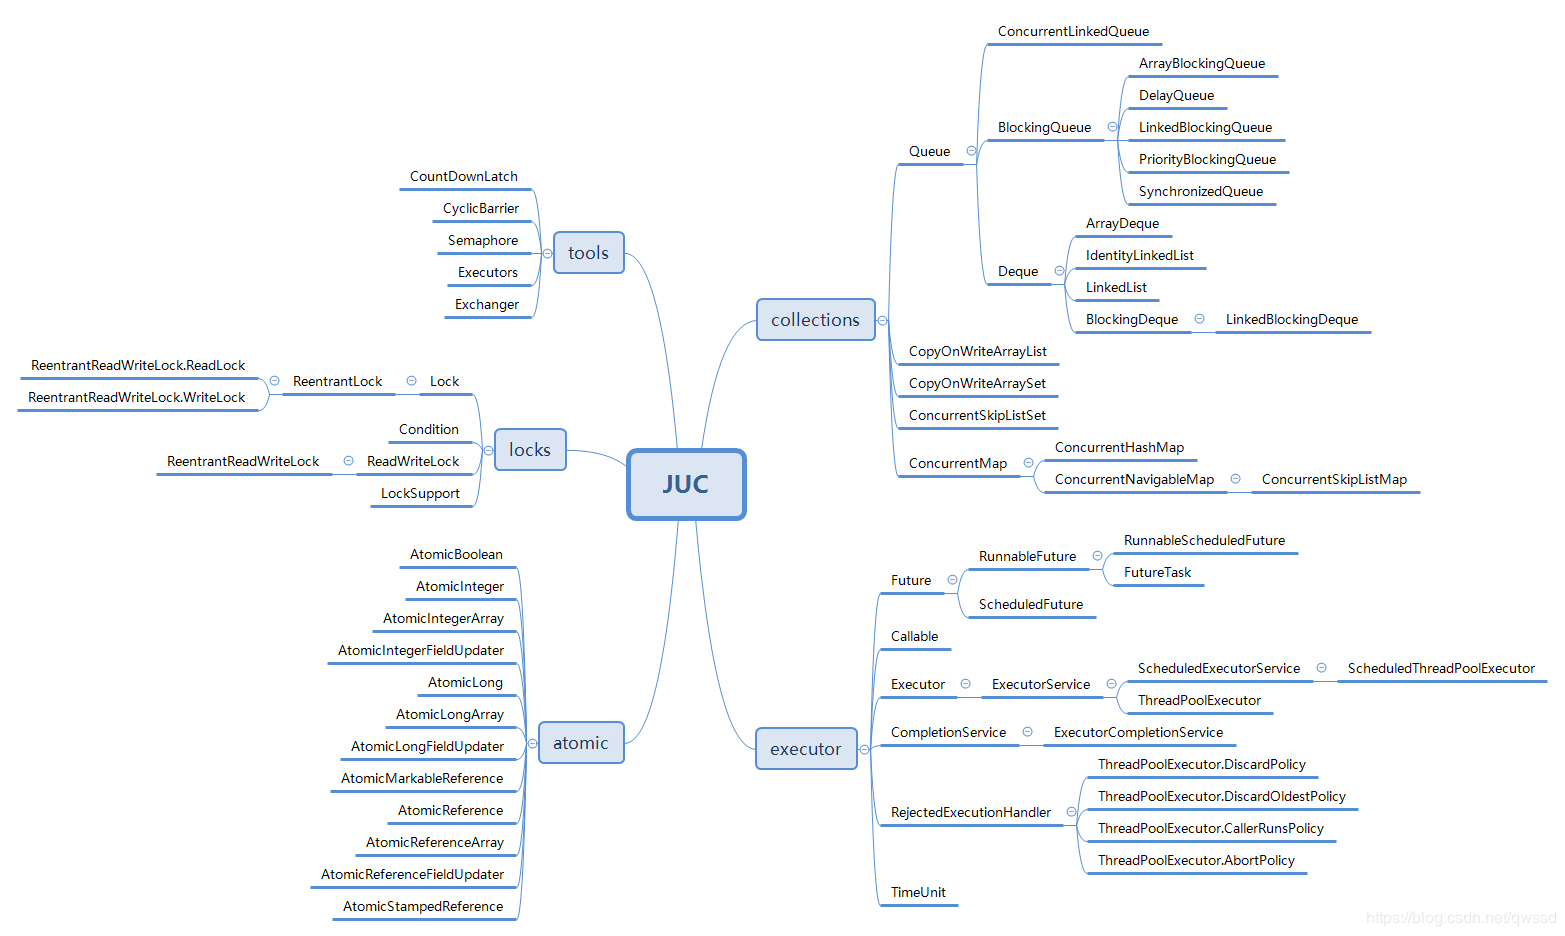 JUC
tools
CountDownLatch
CyclicBarrier
Semaphore
Executors
Exchanger
locks
Lock
ReentrantLock
ReentrantReadWriteLock.ReadLock
ReentrantReadWriteLock.WriteLock
Condition
ReadWriteLock
ReentrantReadWriteLock
LockSupport
atomic
AtomicBoolean
AtomicInteger
AtomicIntegerArray
AtomicIntegerFieldUpdater
AtomicLong
AtomicLongArray
AtomicLongFieldUpdater
AtomicMarkableReference
AtomicReference
AtomicReferenceArray
AtomicReferenceFieldUpdater
AtomicStampedReference
collections
Queue
ConcurrentLinkedQueue
BlockingQueue
ArrayBlockingQueue
DelayQueue
LinkedBlockingQueue
PriorityBlockingQueue
SynchronizedQueue
Deque
ArrayDeque
IdentityLinkedList
LinkedList
BlockingDeque
LinkedBlockingDeque
CopyOnWriteArrayList
CopyOnWriteArraySet
ConcurrentSkipListSet
ConcurrentMap
ConcurrentHashMap
ConcurrentNavigableMap
ConcurrentSkipListMap
executor
Future
RunnableFuture
RunnableScheduledFuture
FutureTask
ScheduledFuture
Callable
Executor
ExecutorService
ScheduledExecutorService
ScheduledThreadPoolExecutor
ThreadPoolExecutor
CompletionService
ExecutorCompletionService
RejectedExecutionHandler
ThreadPoolExecutor.DiscardPolicy
ThreadPoolExecutor.DiscardOldestPolicy
ThreadPoolExecutor.CallerRunsPolicy
ThreadPoolExecutor.AbortPolicy
TimeUnit
https://blog.csdn.net/qwssd